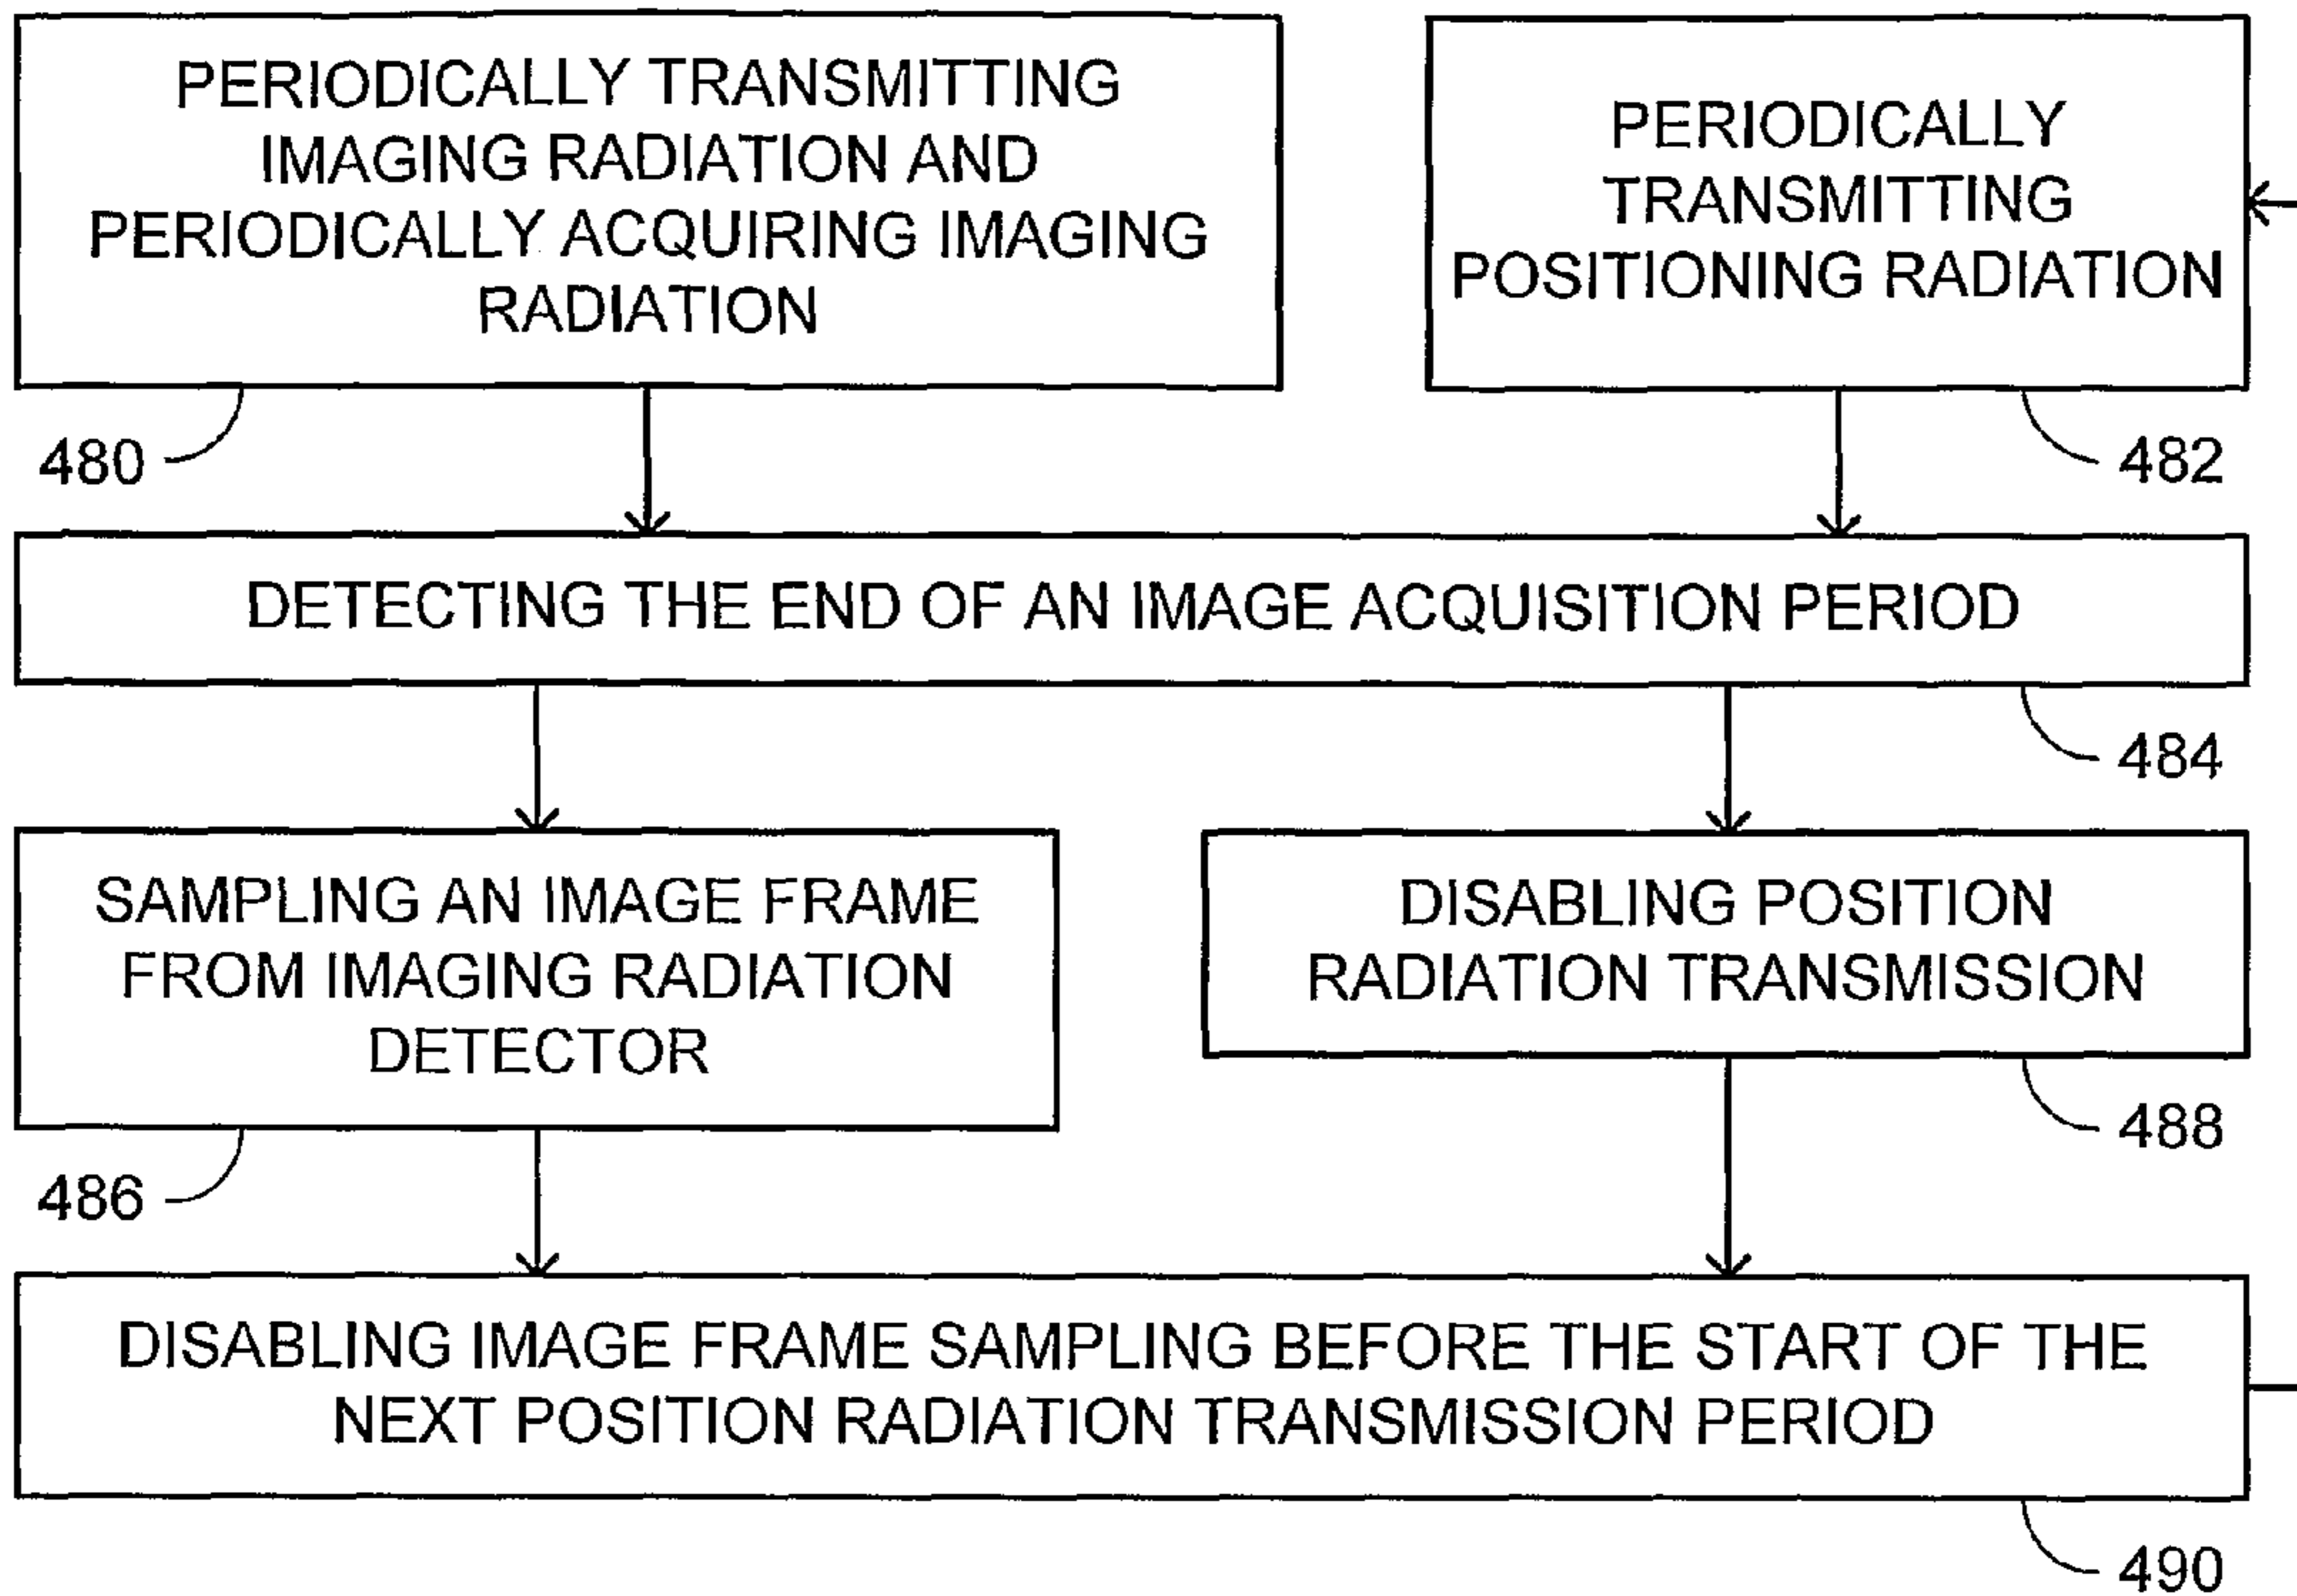 PERIODICALLY TRANSMITTING
IMAGING RADIATION AND
PERIODICALLY ACQUIRING IMAGING
RADIATION
480
PERIODICALLY
TRANSMITTING
POSITIONING RADIATION
482
DETECTING THE END OF AN IMAGE ACQUISITION PERIOD
484
SAMPLING AN IMAGE FRAME
FROM IMAGING RADIATION
DETECTOR
486
DISABLING POSITION
RADIATION TRANSMISSION
488
DISABLING IMAGE FRAME SAMPLING BEFORE THE START OF THE
NEXT POSITION RADIATION TRANSMISSION PERIOD
490